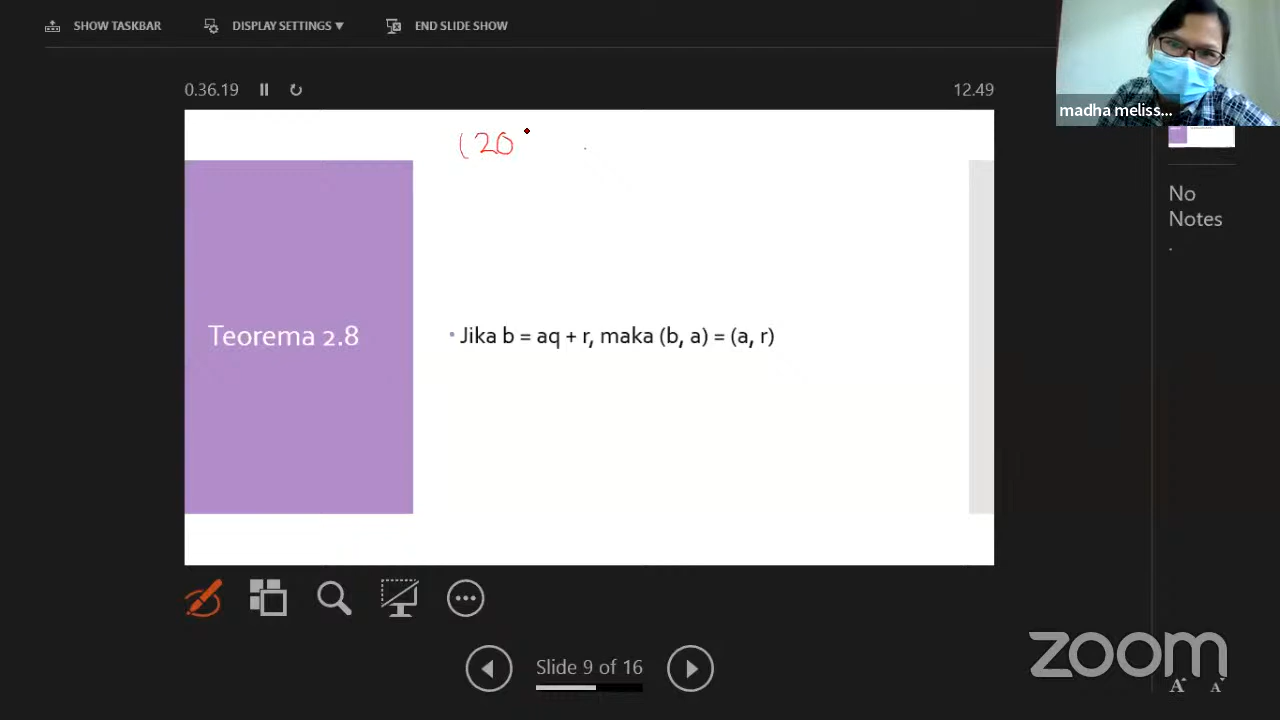 SHOW TASKBAR DISPLAY SETTINGS ▼ END SLIDE SHOW
0.36.19 12.49
madha meliss...
(20
No
Notes
.
Teorema 2.8
• Jika b = aq + r, maka (b, a) = (a, r)
Slide 9 of 16
zoom
A A